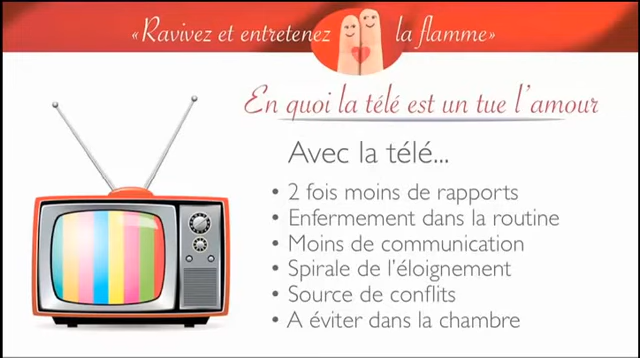 «Ravivez et entretenez la flamme»
En quoi la télé est un tue l'amour
Avec la télé...
• 2 fois moins de rapports
• Enfermement dans la routine
• Moins de communication
• Spirale de l'éloignement
• Source de conflits
• A éviter dans la chambre